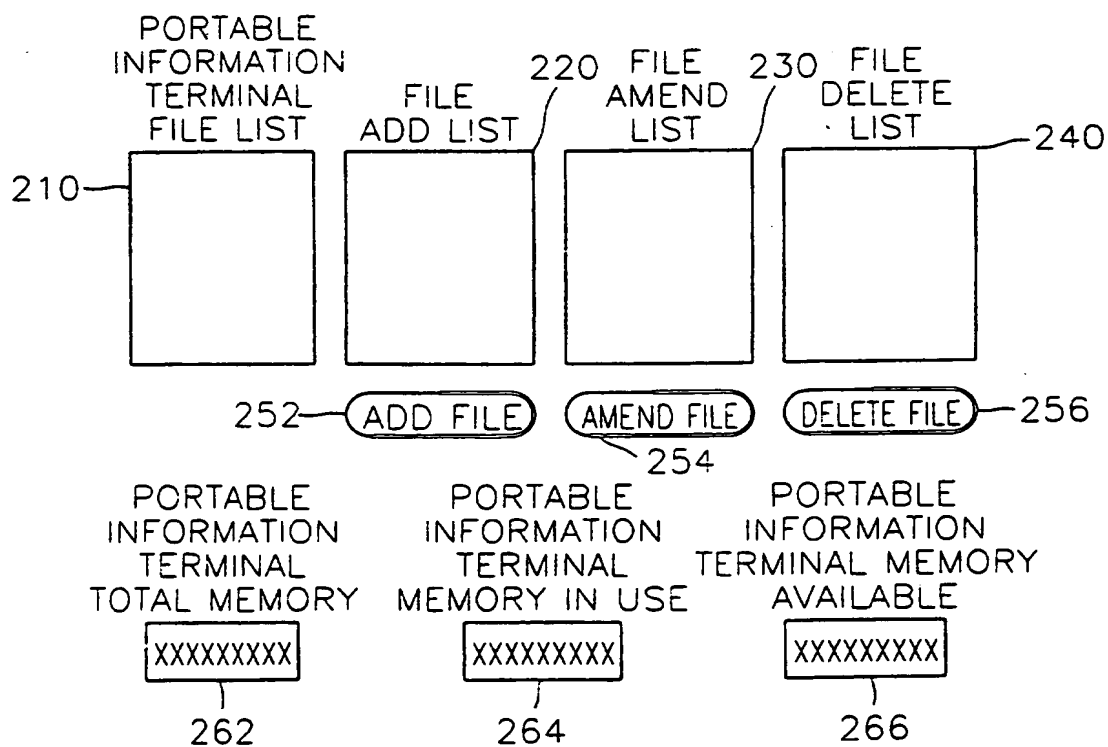 PORTABLE
INFORMATION
TERMINAL
FILE LIST
FILE
ADD LIST
FILE
AMEND
LIST
FILE
DELETE
LIST
210
220
230
240
ADD FILE
AMEND FILE
DELETE FILE
252
254
256
PORTABLE
INFORMATION
TERMINAL
TOTAL MEMORY
XXXXXXXXX
262
PORTABLE
INFORMATION
TERMINAL
MEMORY IN USE
XXXXXXXXX
264
PORTABLE
INFORMATION
TERMINAL MEMORY
AVAILABLE
XXXXXXXXX
266